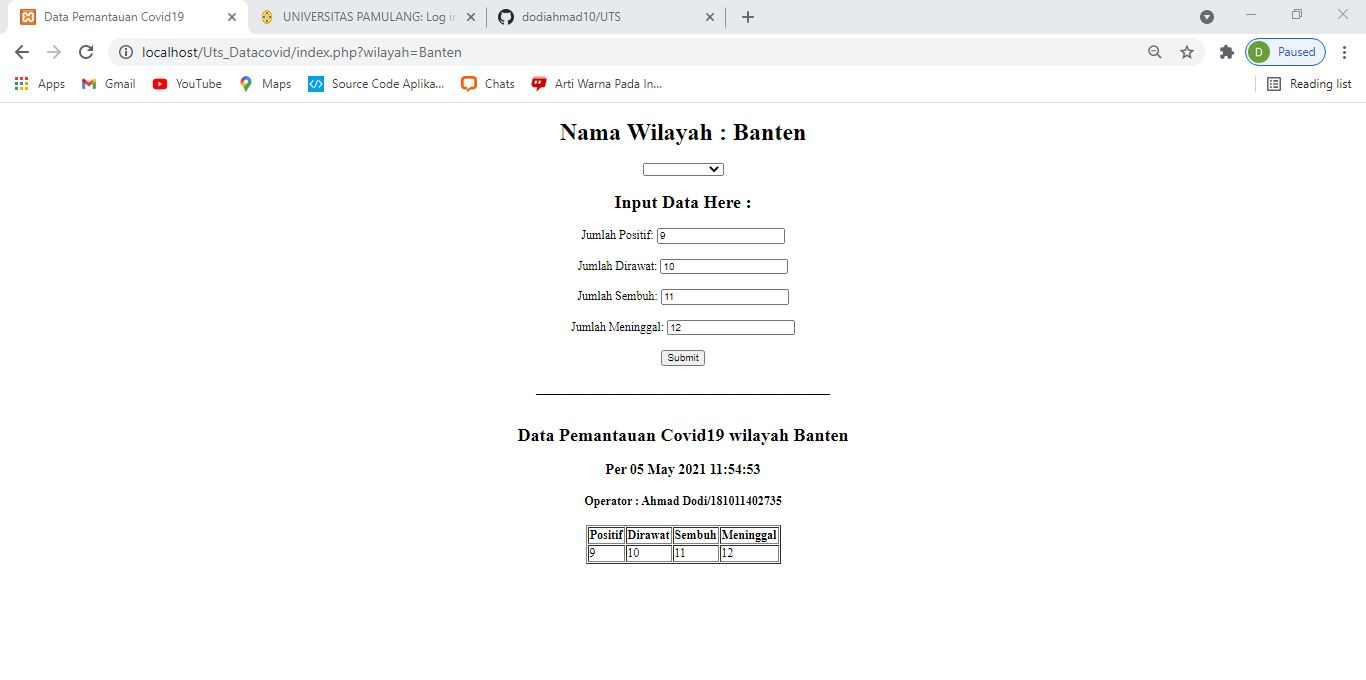 Data Pemantauan Covid19
UNIVERSITAS PAMULANG: Log in
dodiahmad10/UTS
localhost/Uts_Datacovid/index.php?wilayah=Banten
D Paused
Apps Gmail YouTube Maps Source Code Aplika... Chats Arti Warna Pada In... Reading list
Nama Wilayah : Banten
Input Data Here :
Jumlah Positif: 9
Jumlah Dirawat: 10
Jumlah Sembuh: 11
Jumlah Meninggal: 12
Submit
Data Pemantauan Covid19 wilayah Banten
Per 05 May 2021 11:54:53
Operator : Ahmad Dodi/181011402735
Positif Dirawat Sembuh Meninggal
9 10 11 12